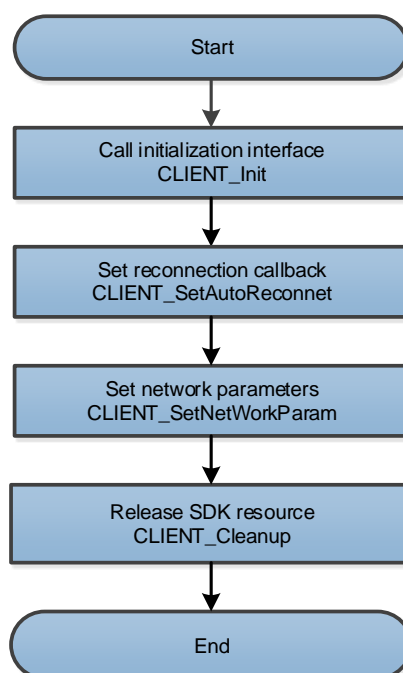 Start
Call initialization interface
CLIENT_Init
Set reconnection callback
CLIENT_SetAutoReconnet
Set network parameters
CLIENT_SetNetWorkParam
Release SDK resource
CLIENT_Cleanup
End